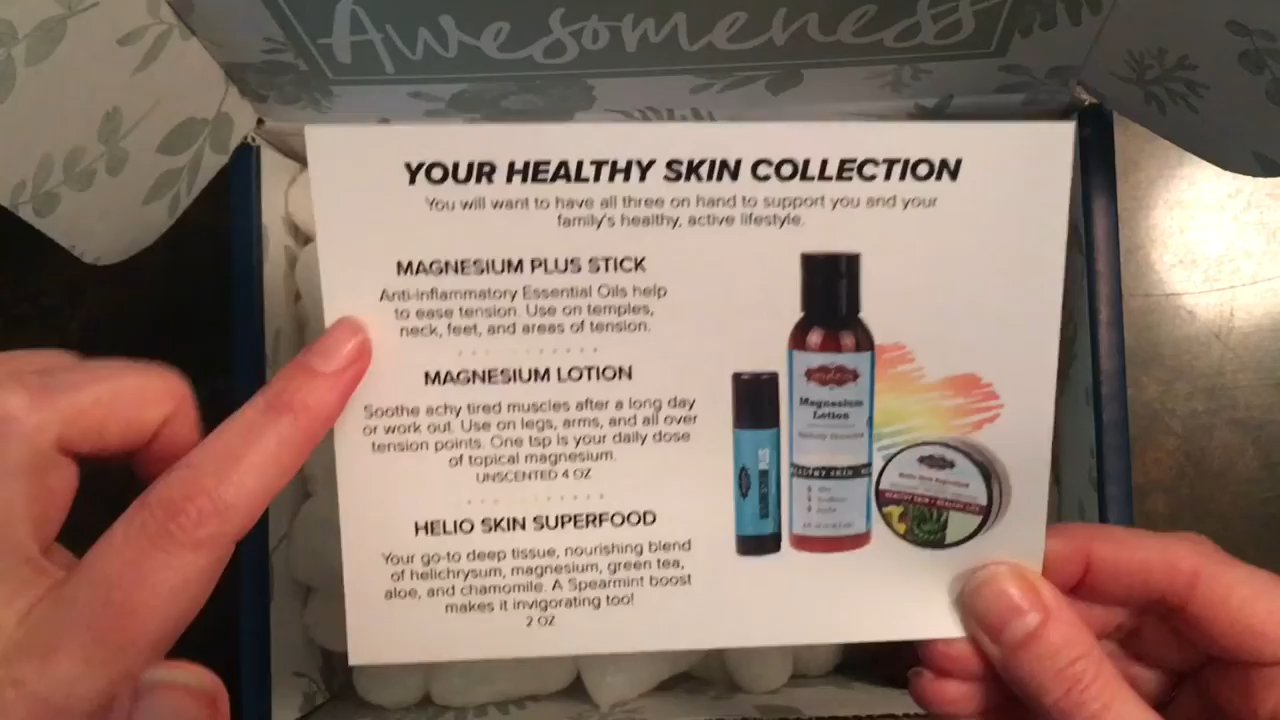 Awesomeness
YOUR HEALTHY SKIN COLLECTION
You will want to have all three on hand to support you and your
family's healthy, active lifestyle.
MAGNESIUM PLUS STICK
Anti-inflammatory Essential Oils help
to ease tension. Use on temples,
neck, feet, and areas of tension.
MAGNESIUM LOTION
Soothe achy tired muscles after a long day
or work out. Use on legs, arms, and all over
tension points. One tsp is your daily dose
of topical magnesium.
UNSCENTED 4 OZ
HELIO SKIN SUPERFOOD
Your go-to deep tissue, nourishing blend
of helichrysum, magnesium, green tea,
aloe, and chamomile. A Spearmint boost
makes it invigorating too!
2 OZ
Magnesium
Lotion
HEALTHY SKIN
HEALTHY SKIN